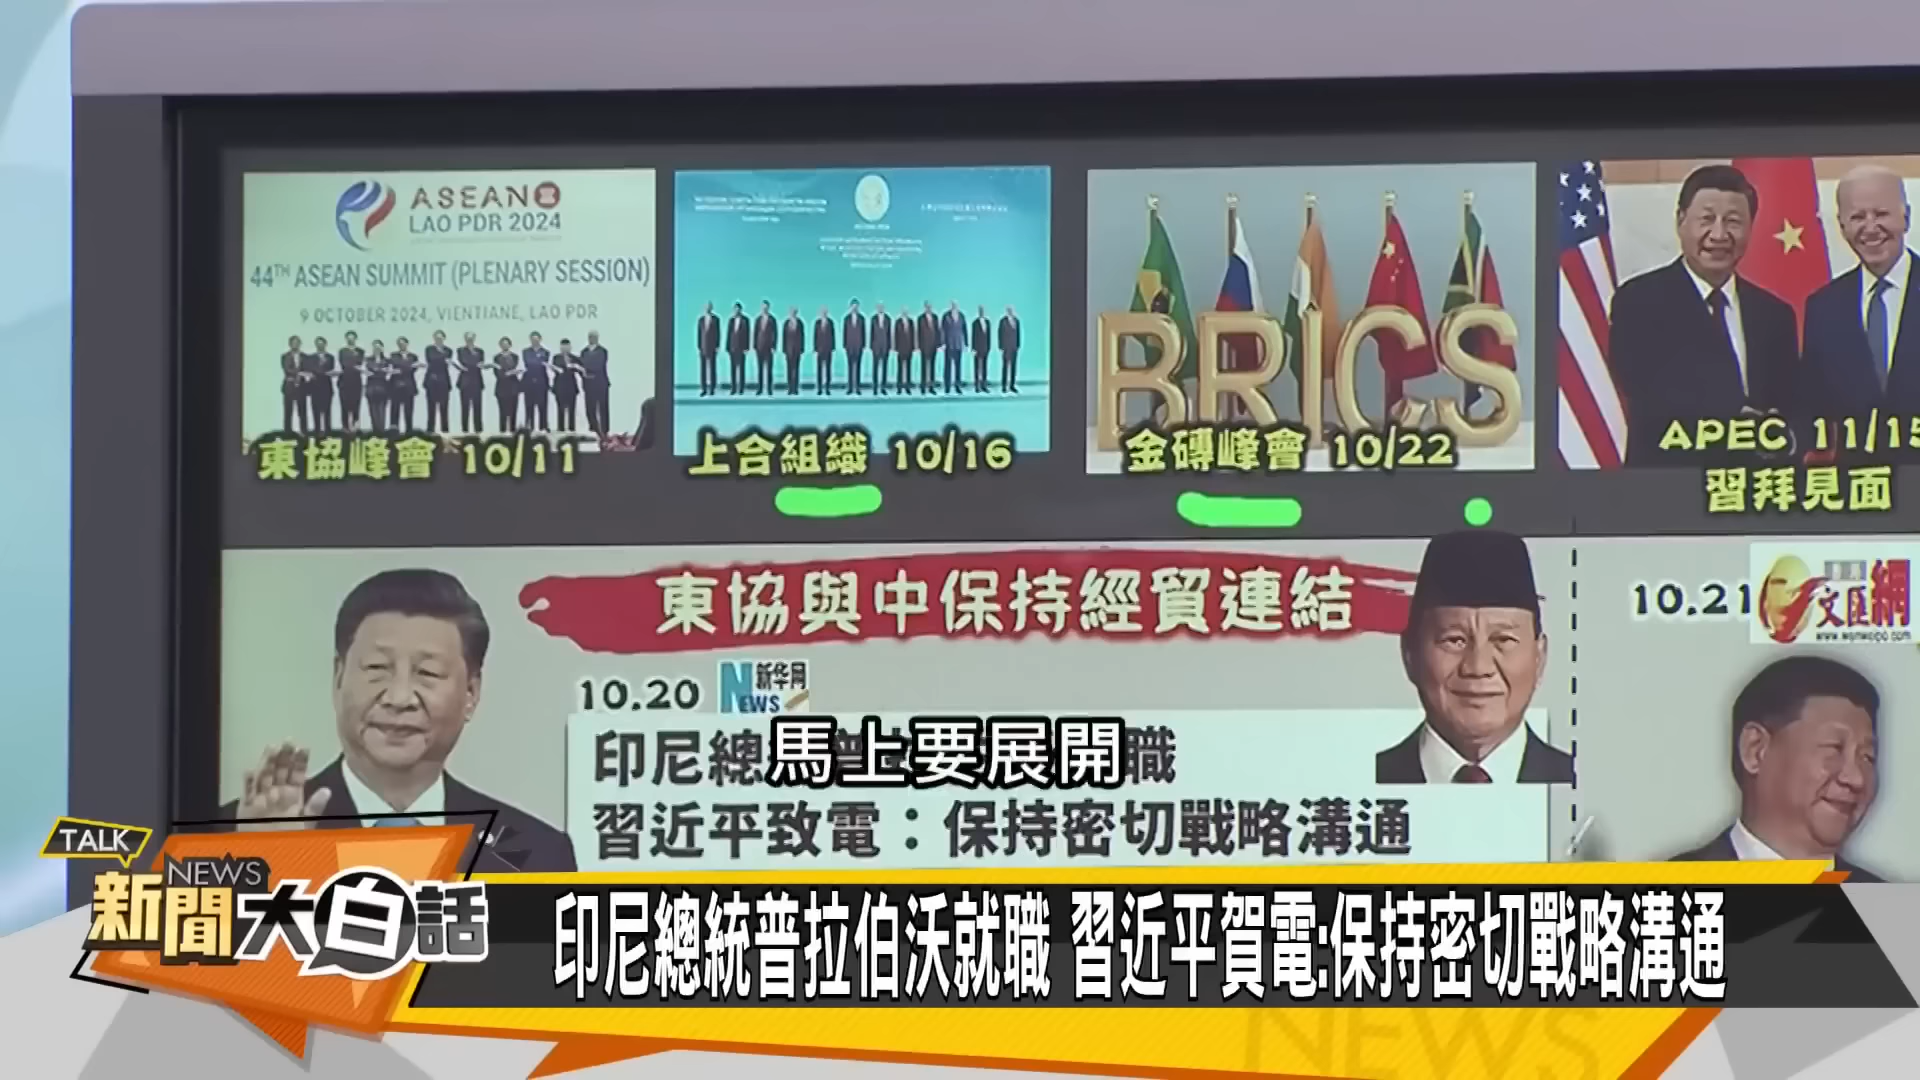 ASEAN
LAO PDR 2024
44TH ASEAN SUMMIT (PLENARY SESSION)
9 OCTOBER 2024, VIENTIANE, LAO PDR
東協峰會 10/11
上合組織 10/16
BRICS
金磚峰會 10/22
APEC 11/15
習拜見面
東協與中保持經貿連結
10.20
NEWS 新华网
10.21
文匯網
印尼總
職
馬上要展開
習近平致電：保持密切戰略溝通
TALK
NEWS
新聞大白話
印尼總統普拉伯沃就職 習近平賀電:保持密切戰略溝通
NEWS